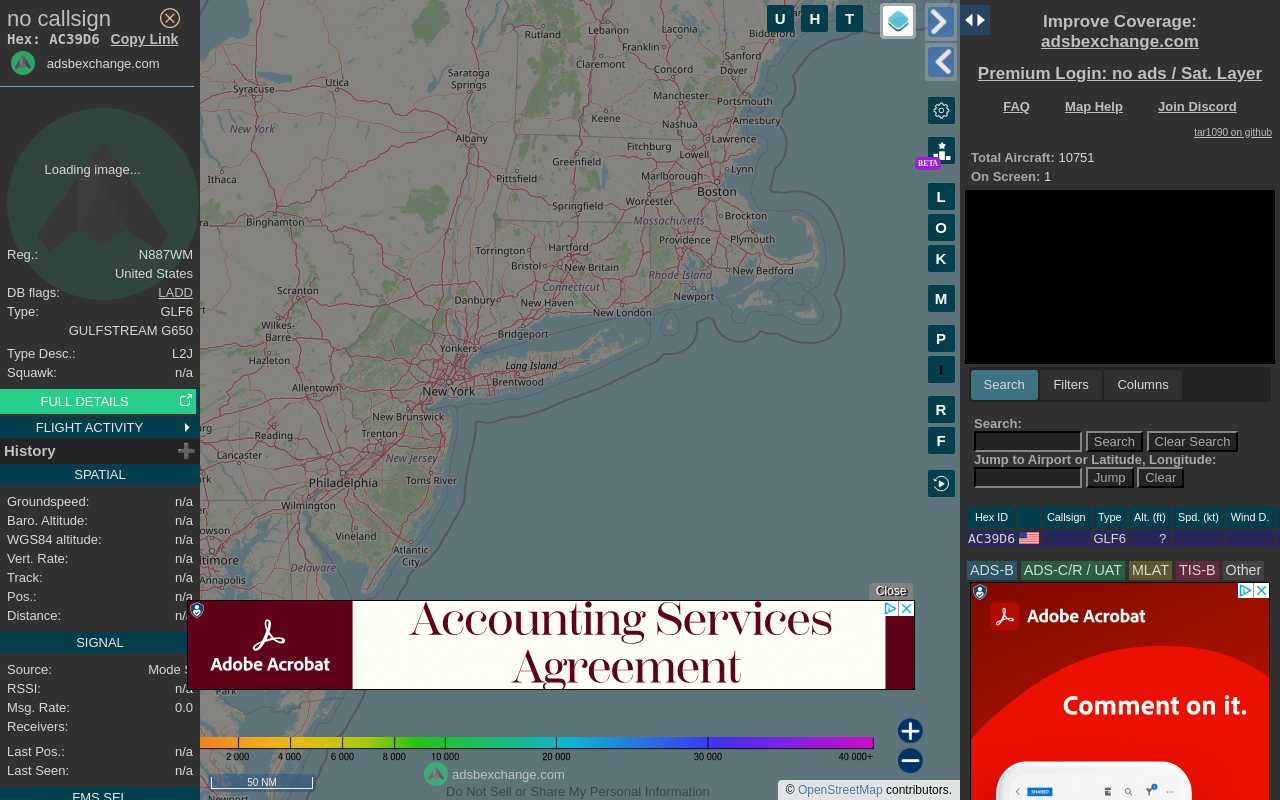 no callsign
Hex: AC39D6 Copy Link
adsbexchange.com
Loading image...
Reg.: N887WM
United States
DB flags: LADD
Type: GLF6
GULFSTREAM G650
Type Desc.: L2J
Squawk: n/a
FULL DETAILS
FLIGHT ACTIVITY
History
SPATIAL
Groundspeed: n/a
Baro. Altitude: n/a
WGS84 altitude: n/a
Vert. Rate: n/a
Track: n/a
Pos.: n/a
Distance: n/a
SIGNAL
Source: Mode S
RSSI: n/a
Msg. Rate: 0.0
Receivers:
Last Pos.: n/a
Last Seen: n/a
FMS SEL
U H T
Rutland
Lebanon
Laconia
Biddeford
Franklin
Claremont
Sanford
Concord
Dover
Saratoga
Springs
Utica
Syracuse
Manchester
Portsmouth
Keene
Amesbury
Nashua
New York
Albany
Lawrence
Fitchburg
Lowell
Greenfield
Lynn
Ithaca
Pittsfield
Marlborough
Boston
Springfield
Worcester
Brockton
Binghamton
Massachusetts
Torrington
Hartford
Providence
Plymouth
Bristol
New Britain
Rhode Island
New Bedford
Connecticut
Scranton
Danbury
New Haven
Newport
New London
Wilkes-
Barre
Bridgeport
Yonkers
Hazleton
Long Island
Brentwood
Allentown
New York
New Brunswick
Reading
Trenton
Lancaster
New Jersey
Philadelphia
Toms River
Wilmington
Vineland
Atlantic
City
Delaware
Annapolis
Park
BETA
L
O
K
M
P
I
R
F
Close
Adobe Acrobat
Accounting Services
Agreement
2 000 4 000 6 000 8 000 10 000 20 000 30 000 40 000+
50 NM
adsbexchange.com
Do Not Sell or Share My Personal Information
© OpenStreetMap contributors.
Improve Coverage:
adsbexchange.com
Premium Login: no ads / Sat. Layer
FAQ Map Help Join Discord
tar1090 on github
Total Aircraft: 10751
On Screen: 1
Search Filters Columns
Search:
Search Clear Search
Jump to Airport or Latitude, Longitude:
Jump Clear
Hex ID Callsign Type Alt. (ft) Spd. (kt) Wind D.
AC39D6 GLF6 ?
ADS-B ADS-C/R / UAT MLAT TIS-B Other
Adobe Acrobat
Comment on it.
SHARED